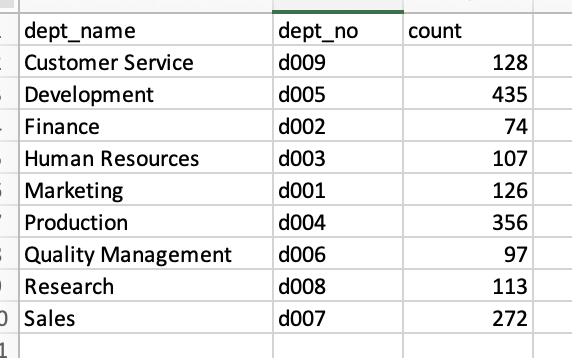 dept_name dept_no count
Customer Service d009 128
Development d005 435
Finance d002 74
Human Resources d003 107
Marketing d001 126
Production d004 356
Quality Management d006 97
Research d008 113
Sales d007 272